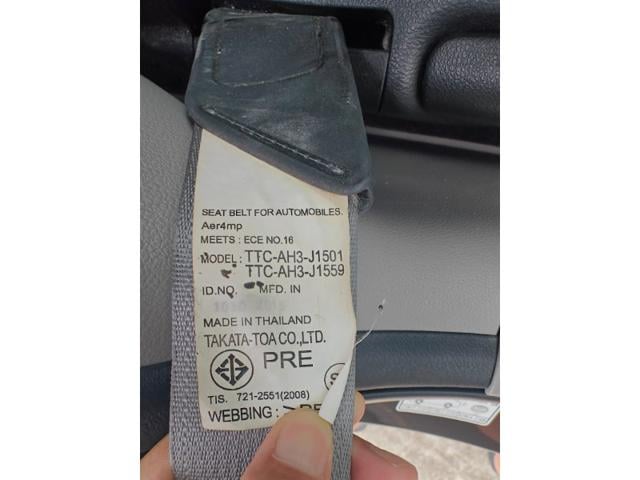 SEAT BELT FOR AUTOMOBILES.
Aer4mp
MEETS : ECE NO.16
MODEL : TTC-AH3-J1501
TTC-AH3-J1559
ID.NO. MFD. IN
MADE IN THAILAND
TAKATA-TOA CO.,LTD.
PRE
TIS. 721-2551(2008)
WEBBING :